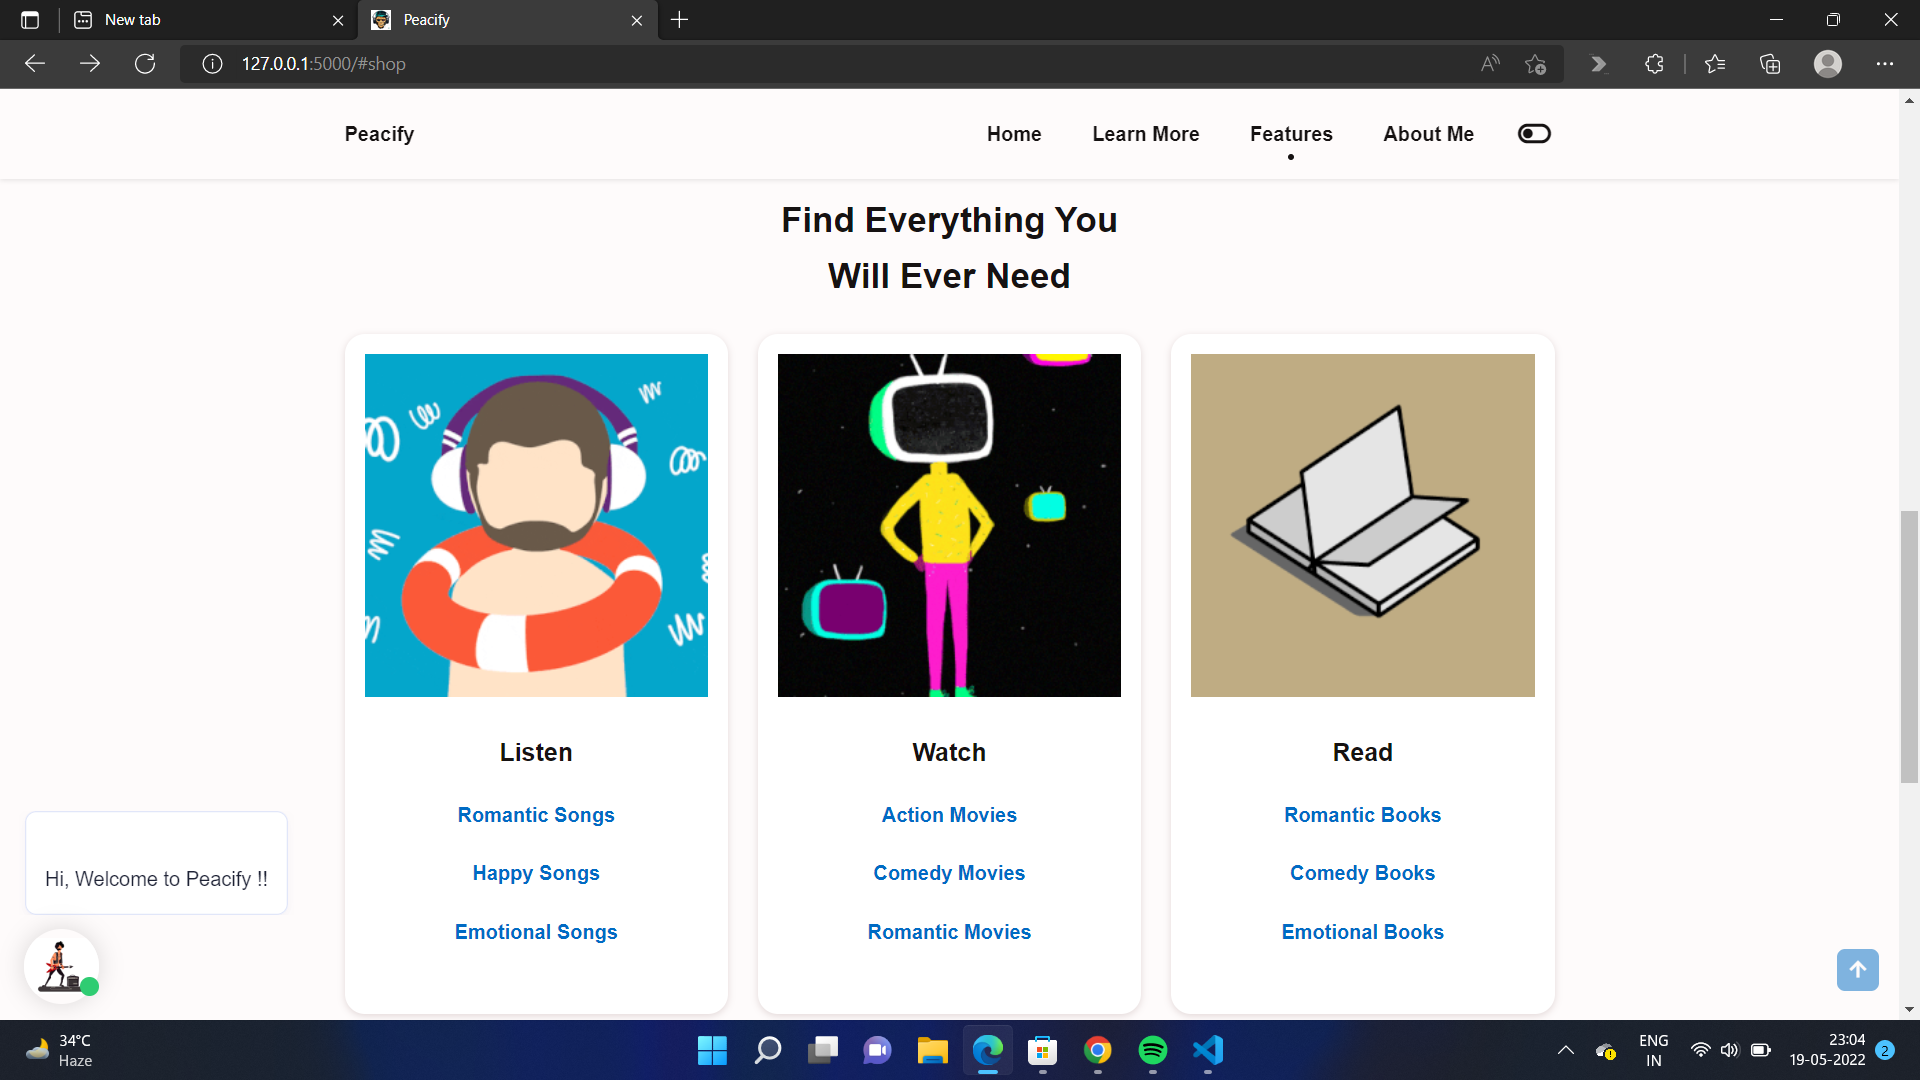 New tab
Peacify
127.0.0.1:5000/#shop
Peacify
Home
Learn More
Features
About Me
Find Everything You
Will Ever Need
Listen
Romantic Songs
Happy Songs
Emotional Songs
Watch
Action Movies
Comedy Movies
Romantic Movies
Read
Romantic Books
Comedy Books
Emotional Books
Hi, Welcome to Peacify !!
34°C
Haze
ENG
IN
23:04
19-05-2022
2